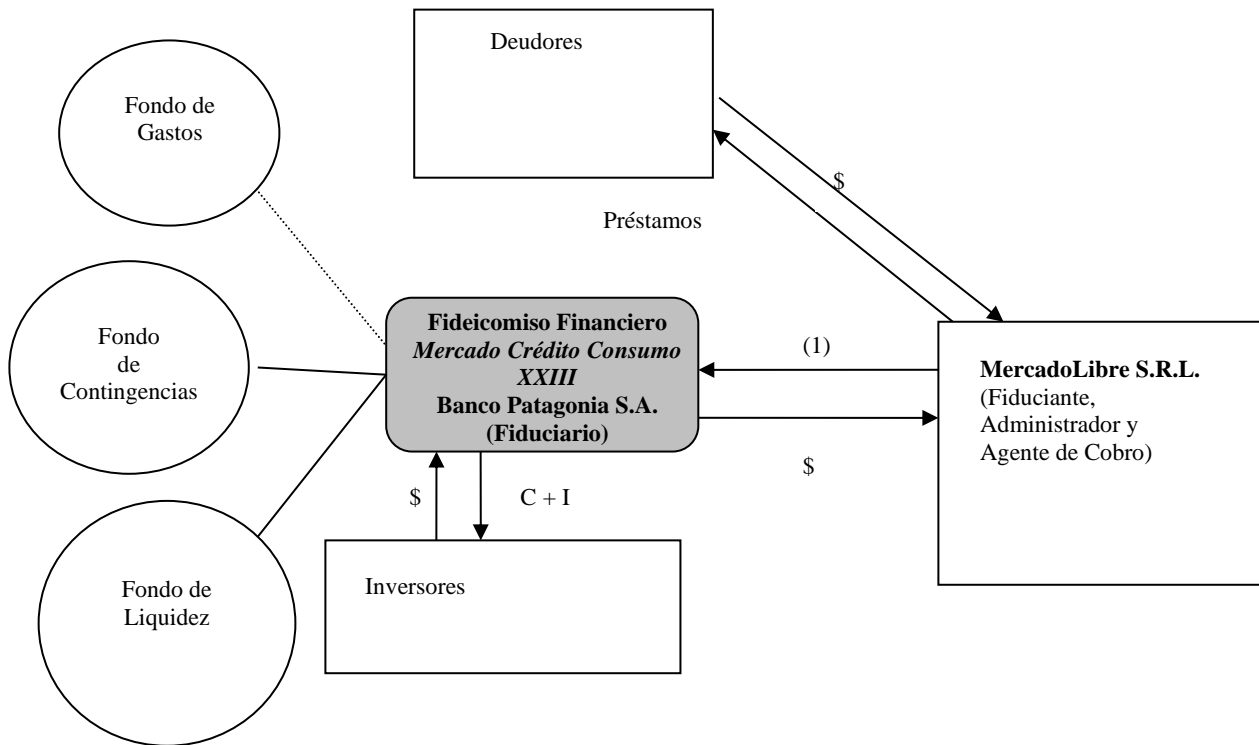 Deudores
Fondo de
Gastos
$
Préstamos
Fondo
de
Contingencias
Fideicomiso Financiero
Mercado Crédito Consumo
XXIII
Banco Patagonia S.A.
(Fiduciario)
(1)
MercadoLibre S.R.L.
(Fiduciante,
Administrador y
Agente de Cobro)
$
$
C + I
Fondo de
Liquidez
Inversores